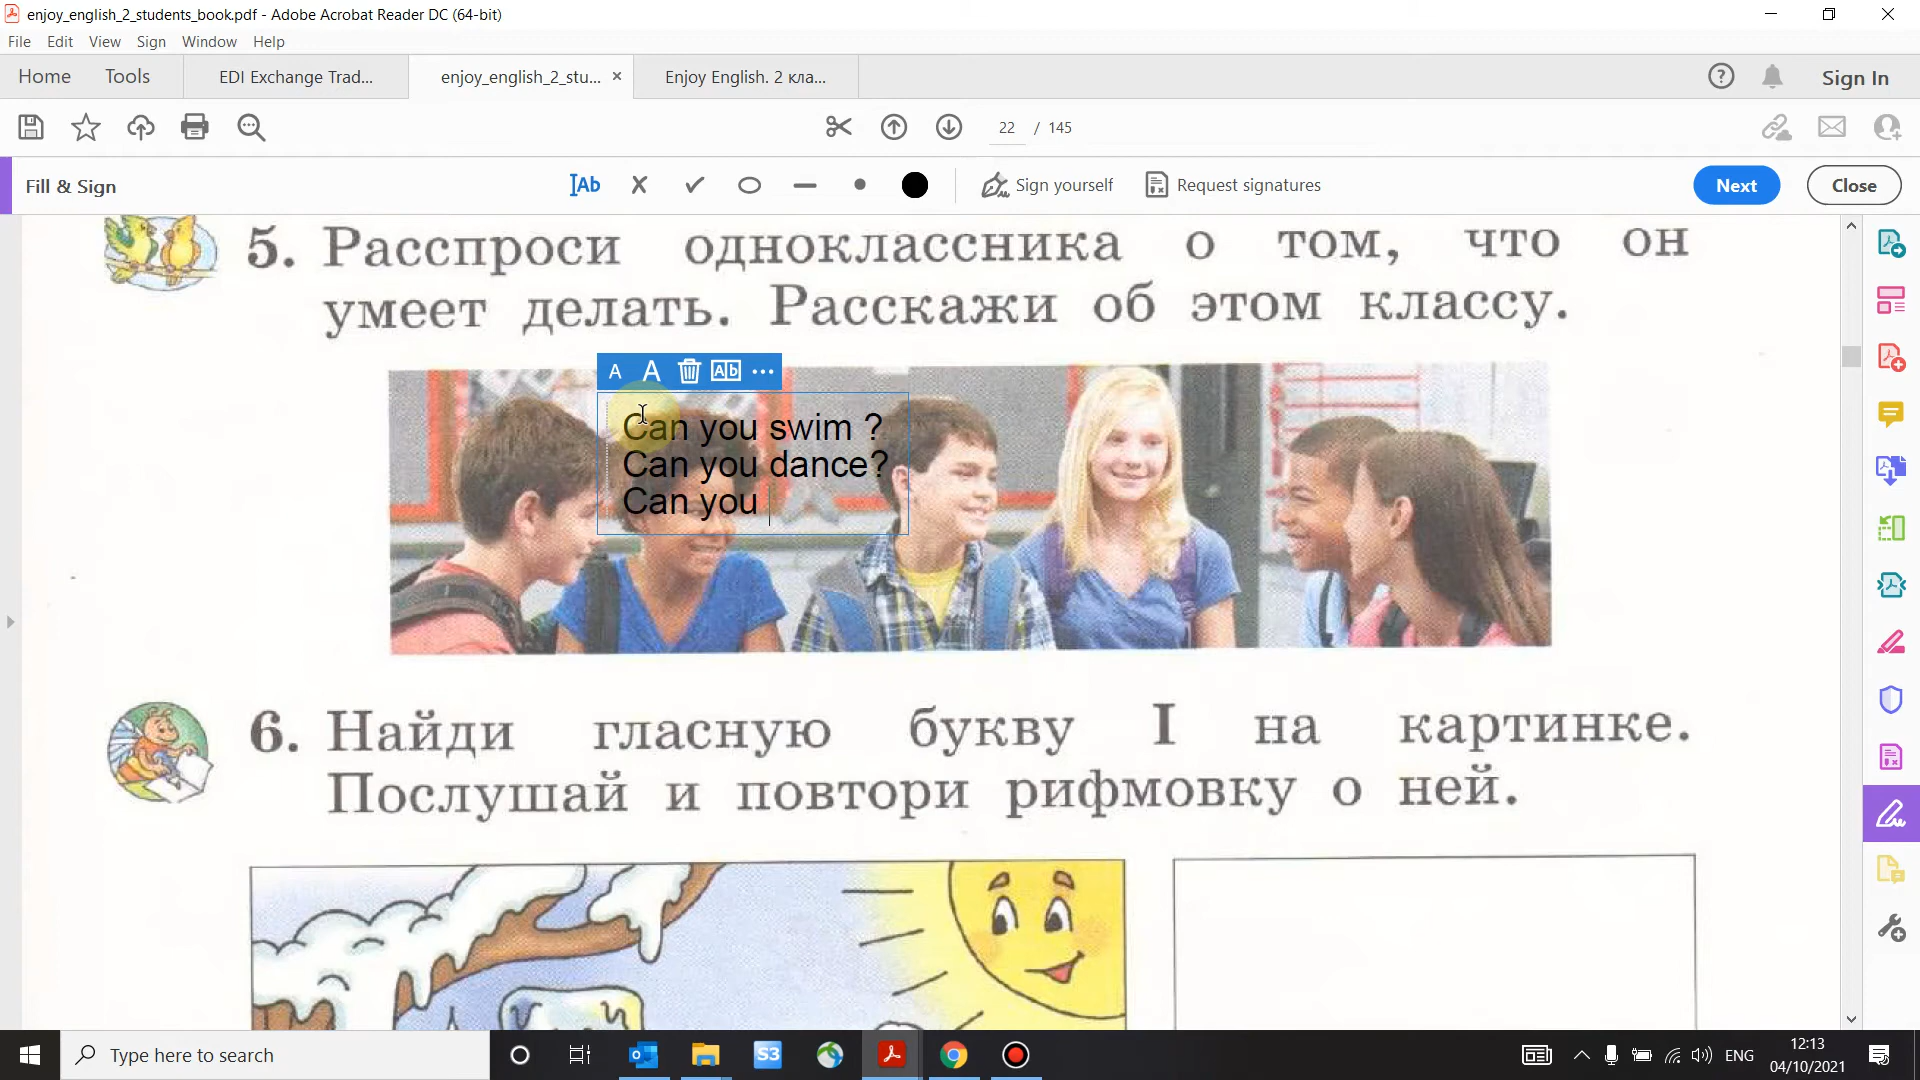 enjoy_english_2_students_book.pdf - Adobe Acrobat Reader DC (64-bit)
File Edit View Sign Window Help
Home Tools EDI Exchange Trad... enjoy_english_2_stu... × Enjoy English. 2 кла... ? Sign In
22 / 145
Fill & Sign Ab Sign yourself Request signatures Next Close
5. Расспроси одноклассника о том, что он
умеет делать. Расскажи об этом классу.
A A Ab ...
Can you swim ?
Can you dance?
Can you
6. Найди гласную букву I на картинке.
Послушай и повтори рифмовку о ней.
Type here to search S3 ENG 12:13
04/10/2021